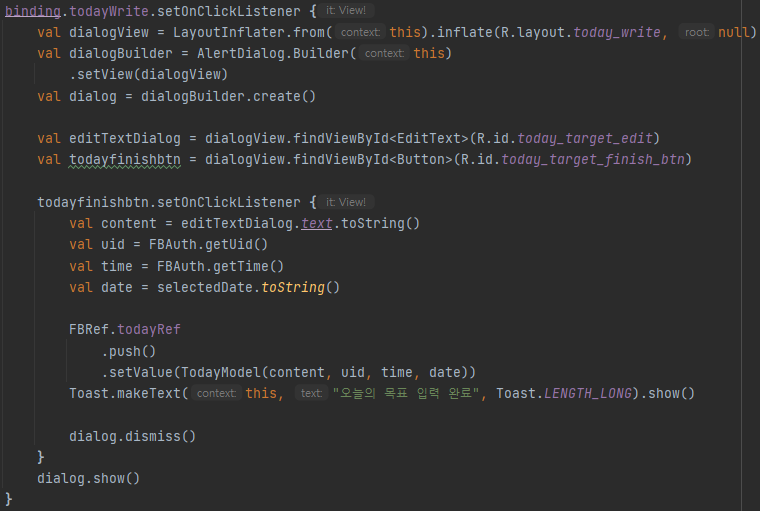 binding.todayWrite.setOnClickListener { it: View!
    val dialogView = LayoutInflater.from( context: this).inflate(R.layout.today_write, root: null)
    val dialogBuilder = AlertDialog.Builder( context: this)
        .setView(dialogView)
    val dialog = dialogBuilder.create()

    val editTextDialog = dialogView.findViewById<EditText>(R.id.today_target_edit)
    val todayfinishbtn = dialogView.findViewById<Button>(R.id.today_target_finish_btn)

    todayfinishbtn.setOnClickListener { it: View!
        val content = editTextDialog.text.toString()
        val uid = FBAuth.getUid()
        val time = FBAuth.getTime()
        val date = selectedDate.toString()

        FBRef.todayRef
            .push()
            .setValue(TodayModel(content, uid, time, date))
        Toast.makeText( context: this, text: "오늘의 목표 입력 완료", Toast.LENGTH_LONG).show()

        dialog.dismiss()
    }
    dialog.show()
}